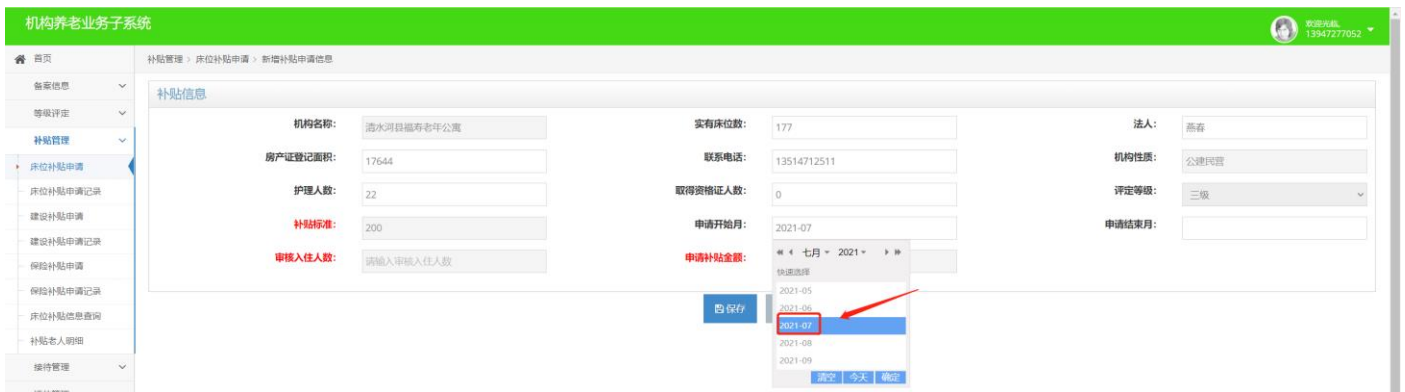 机构养老业务子系统
欢迎光临,
13947277052
首页
补贴管理 > 床位补贴申请 > 新增补贴申请信息
备案信息
等级评定
补贴管理
床位补贴申请
床位补贴申请记录
建设补贴申请
建设补贴申请记录
保险补贴申请
保险补贴申请记录
床位补贴信息查询
补贴老人明细
接待管理
补贴信息
机构名称: 清水河县福寿老年公寓 实有床位数: 177 法人: 燕春
房产证登记面积: 17644 联系电话: 13514712511 机构性质: 公建民营
护理人数: 22 取得资格证人数: 0 评定等级: 三级
补贴标准: 200 申请开始月: 2021-07 申请结束月:
审核入住人数: 请输入审核入住人数 申请补贴金额:
七月 2021
快速选择
2021-05
2021-06
2021-07
2021-08
2021-09
清空 今天 确定
保存